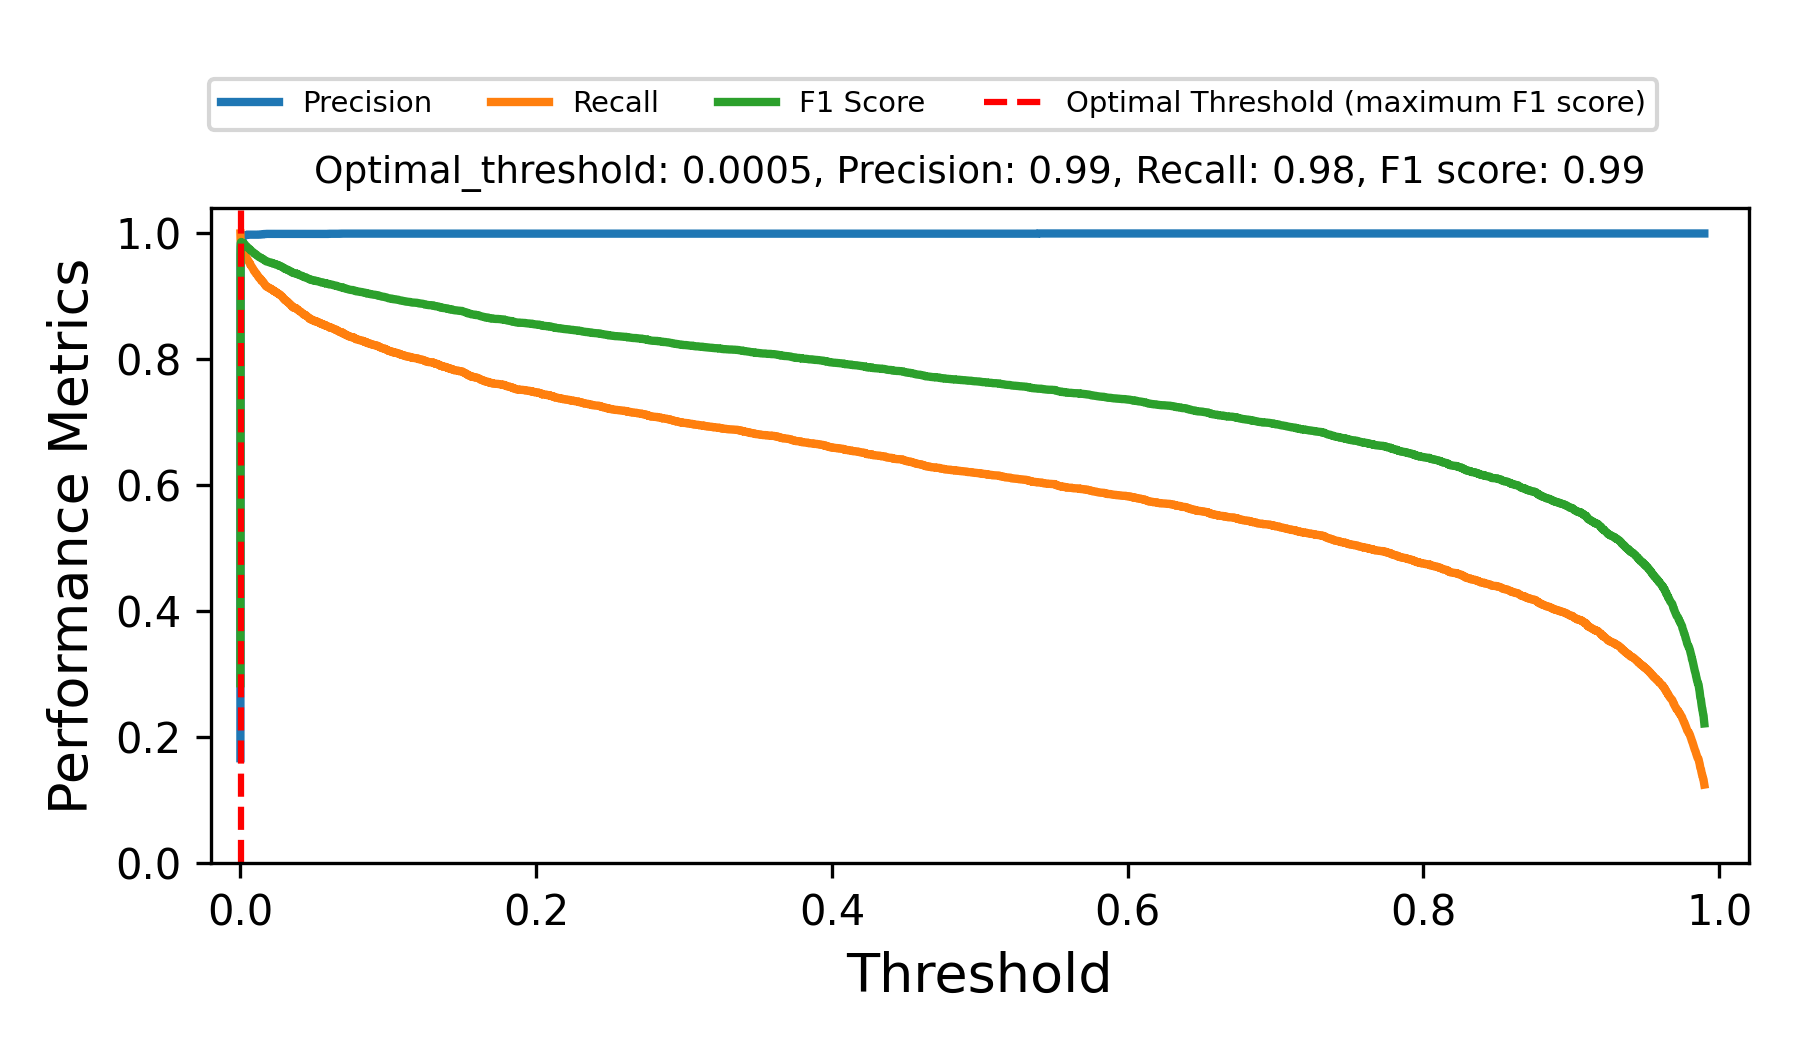 Precision Recall F1 Score Optimal Threshold (maximum F1 score)
Optimal_threshold: 0.0005, Precision: 0.99, Recall: 0.98, F1 score: 0.99
Performance Metrics
1.0
0.8
0.6
0.4
0.2
0.0
0.0 0.2 0.4 0.6 0.8 1.0
Threshold